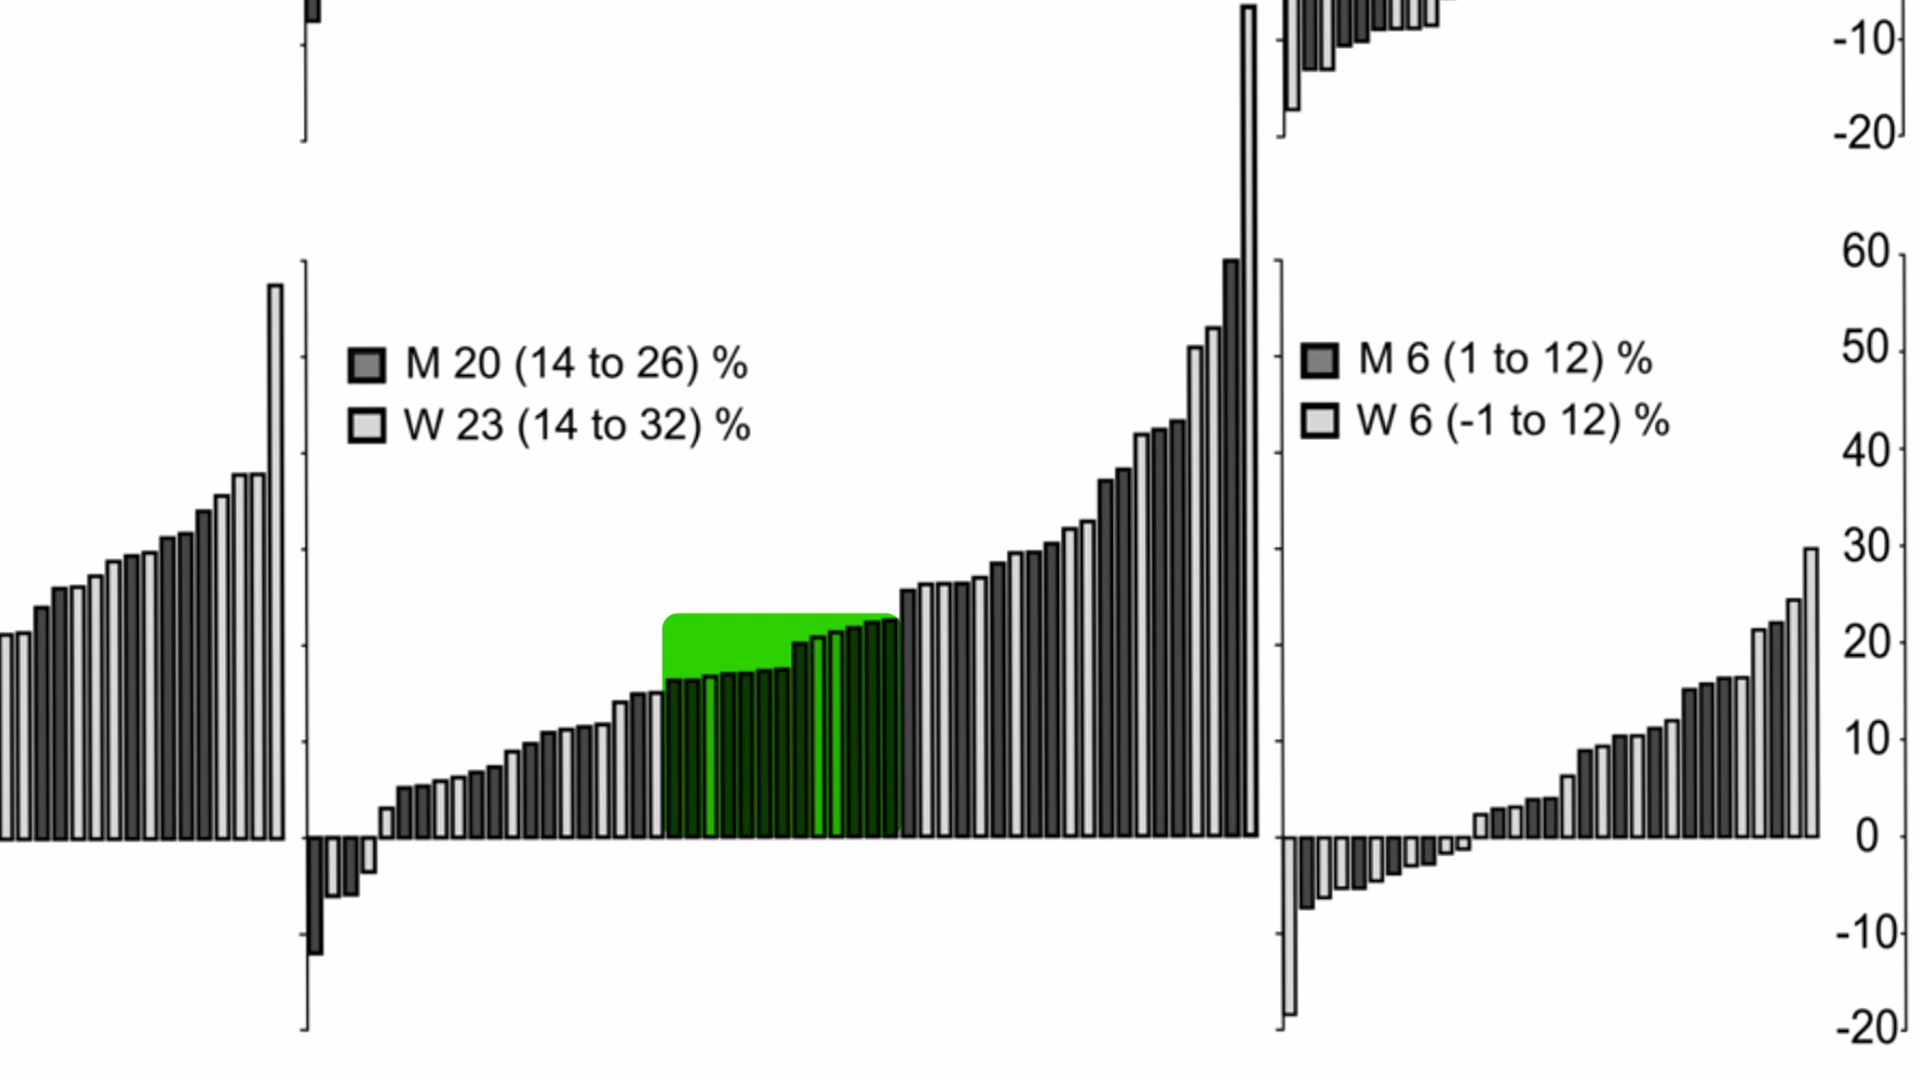 -10
-20
60
M 20 (14 to 26) %
W 23 (14 to 32) %
M 6 (1 to 12) %
W 6 (-1 to 12) %
50
40
30
20
10
0
-10
-20